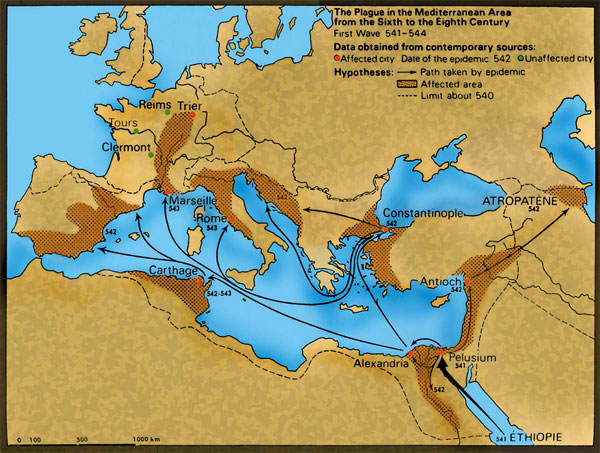 The Plague in the Mediterranean Area
from the Sixth to the Eighth Century
First Wave 541-544
Data obtained from contemporary sources:
Affected city Date of the epidemic 542 Unaffected city
Hypotheses: Path taken by epidemic
Affected area
Limit about 540
Reims Trier
Tours
Clermont
Marseille
543
Rome
543
543
Constantinople
542
ATROPATÈNE
542
542
Carthage
542-543
Antioch
542
Alexandria
Pelusium
541
542
541 ÉTHIOPIE
0 100 500 1000 km